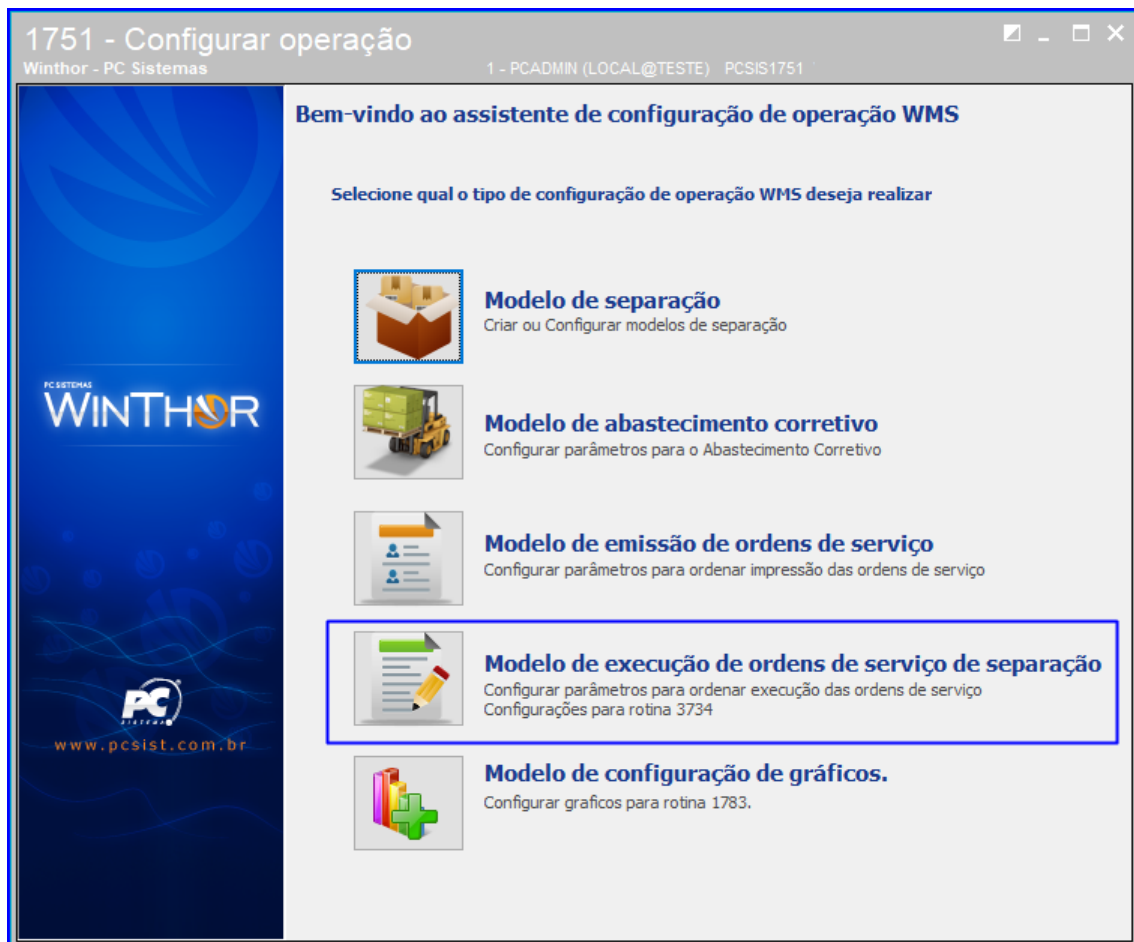 1751 - Configurar operação
Winthor - PC Sistemas
1 - PCADMIN (LOCAL@TESTE) PCSIS1751
Bem-vindo ao assistente de configuração de operação WMS
Selecione qual o tipo de configuração de operação WMS deseja realizar
Modelo de separação
Criar ou Configurar modelos de separação
Modelo de abastecimento corretivo
Configurar parâmetros para o Abastecimento Corretivo
Modelo de emissão de ordens de serviço
Configurar parâmetros para ordenar impressão das ordens de serviço
Modelo de execução de ordens de serviço de separação
Configurar parâmetros para ordenar execução das ordens de serviço
Configurações para rotina 3734
Modelo de configuração de gráficos.
Configurar graficos para rotina 1783.
PC SISTEMAS
WINTHOR
PC
SISTEMAS
www.pcsist.com.br